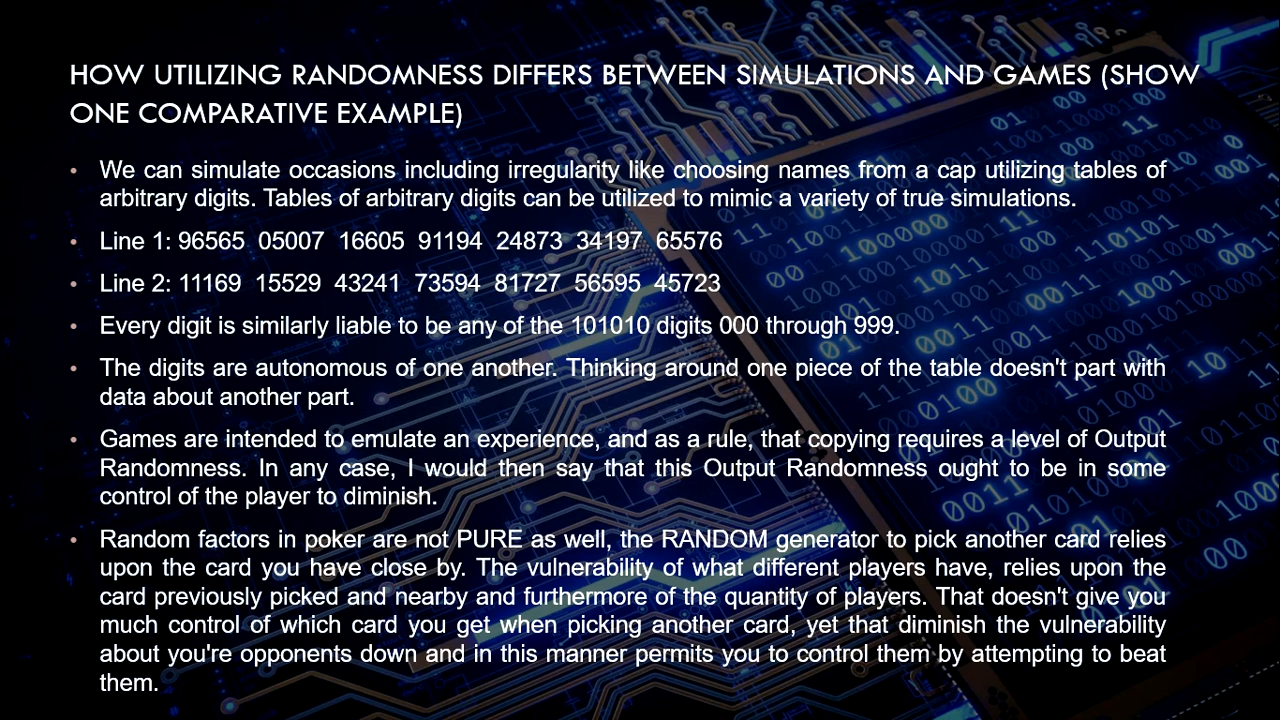 HOW UTILIZING RANDOMNESS DIFFERS BETWEEN SIMULATIONS AND GAMES (SHOW
ONE COMPARATIVE EXAMPLE)
• We can simulate occasions including irregularity like choosing names from a cap utilizing tables of
arbitrary digits. Tables of arbitrary digits can be utilized to mimic a variety of true simulations.
• Line 1: 96565 05007 16605 91194 24873 34197 65576
• Line 2: 11169 15529 43241 73594 81727 56595 45723
• Every digit is similarly liable to be any of the 101010 digits 000 through 999.
• The digits are autonomous of one another. Thinking around one piece of the table doesn't part with
data about another part.
• Games are intended to emulate an experience, and as a rule, that copying requires a level of Output
Randomness. In any case, I would then say that this Output Randomness ought to be in some
control of the player to diminish.
• Random factors in poker are not PURE as well, the RANDOM generator to pick another card relies
upon the card you have close by. The vulnerability of what different players have, relies upon the
card previously picked and nearby and furthermore of the quantity of players. That doesn't give you
much control of which card you get when picking another card, yet that diminish the vulnerability
about you're opponents down and in this manner permits you to control them by attempting to beat
them.